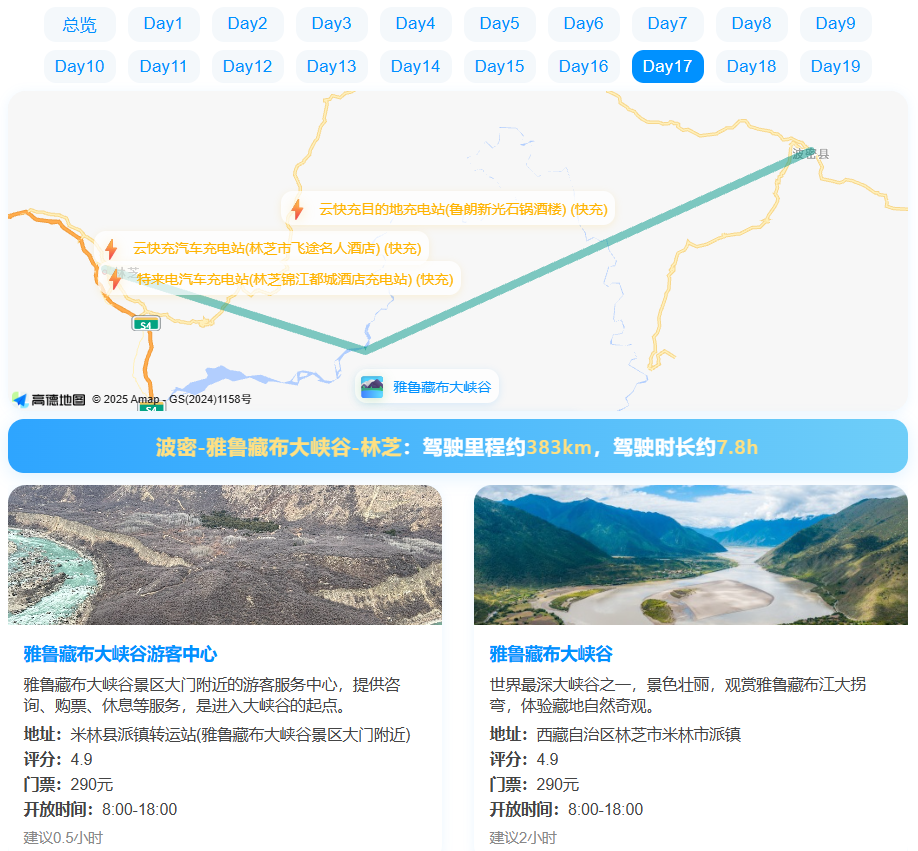 总览 Day1 Day2 Day3 Day4 Day5 Day6 Day7 Day8 Day9
Day10 Day11 Day12 Day13 Day14 Day15 Day16 Day17 Day18 Day19
波密县
云快充目的地充电站(鲁朗新光石锅酒楼) (快充)
云快充汽车充电站(林芝市飞途名人酒店) (快充)
林芝
特来电汽车充电站(林芝锦江都城酒店充电站) (快充)
S4
雅鲁藏布大峡谷
高德地图 © 2025 Amap - GS(2024)1158号
S4
波密-雅鲁藏布大峡谷-林芝：驾驶里程约383km，驾驶时长约7.8h
雅鲁藏布大峡谷游客中心
雅鲁藏布大峡谷景区大门附近的游客服务中心，提供咨
询、购票、休息等服务，是进入大峡谷的起点。
地址：米林县派镇转运站(雅鲁藏布大峡谷景区大门附近)
评分：4.9
门票：290元
开放时间：8:00-18:00
建议0.5小时
雅鲁藏布大峡谷
世界最深大峡谷之一，景色壮丽，观赏雅鲁藏布江大拐
弯，体验藏地自然奇观。
地址：西藏自治区林芝市米林市派镇
评分：4.9
门票：290元
开放时间：8:00-18:00
建议2小时